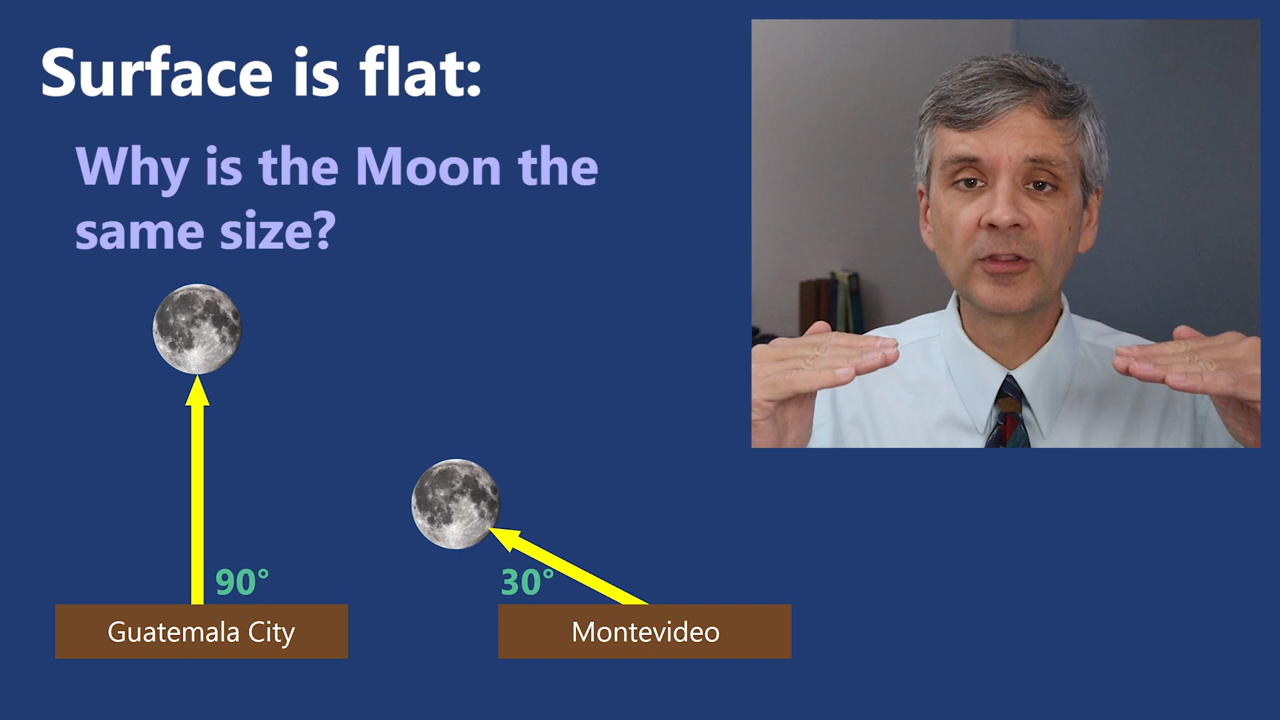 Surface is flat:
Why is the Moon the
same size?
90°
30°
Guatemala City
Montevideo